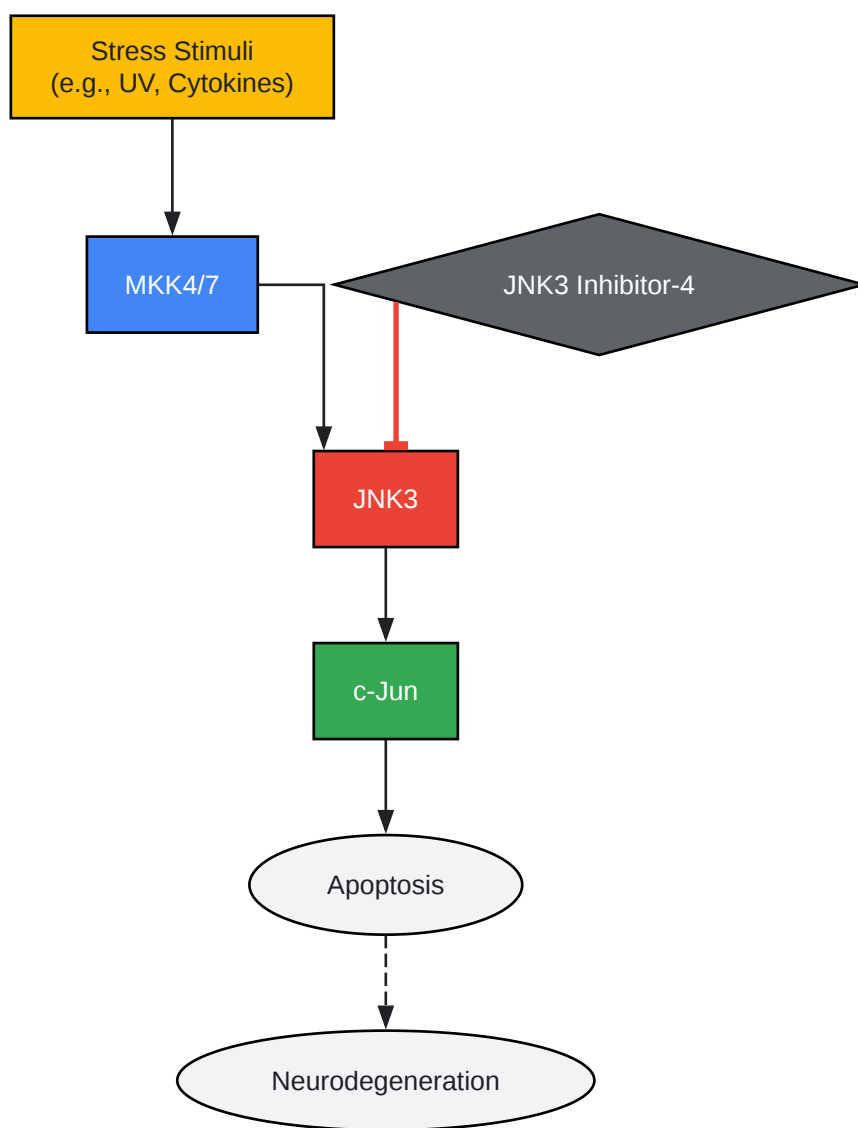 Stress Stimuli
(e.g., UV, Cytokines)
MKK4/7
JNK3 Inhibitor-4
JNK3
c-Jun
Apoptosis
Neurodegeneration